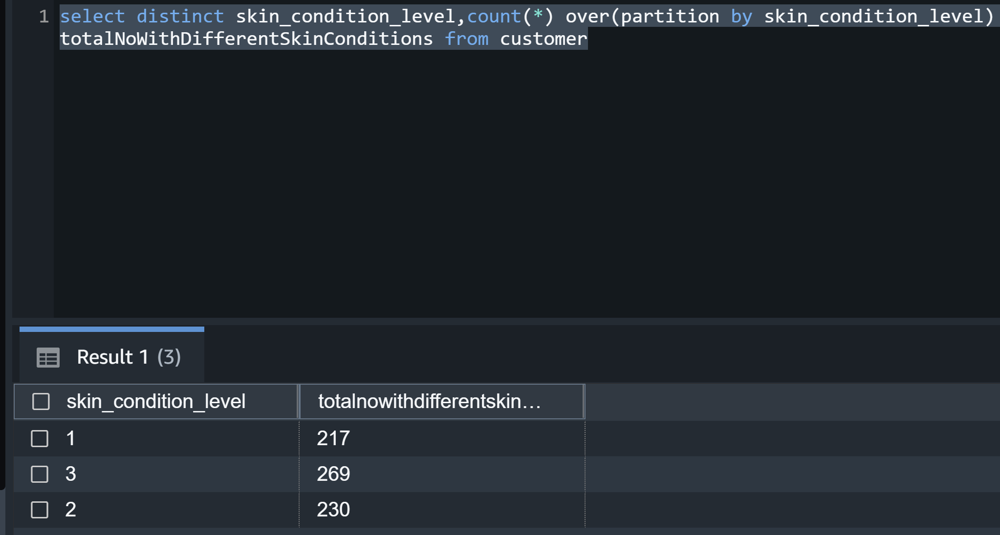 1 select distinct skin_condition_level,count(*) over(partition by skin_condition_level)
totalNoWithDifferentSkinConditions from customer
Result 1 (3)
skin_condition_level totalnowithdifferentskin…
1 217
3 269
2 230